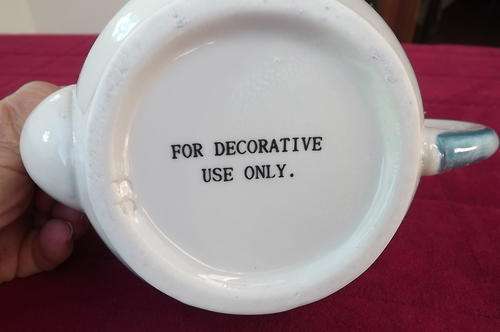 FOR DECORATIVE
USE ONLY.